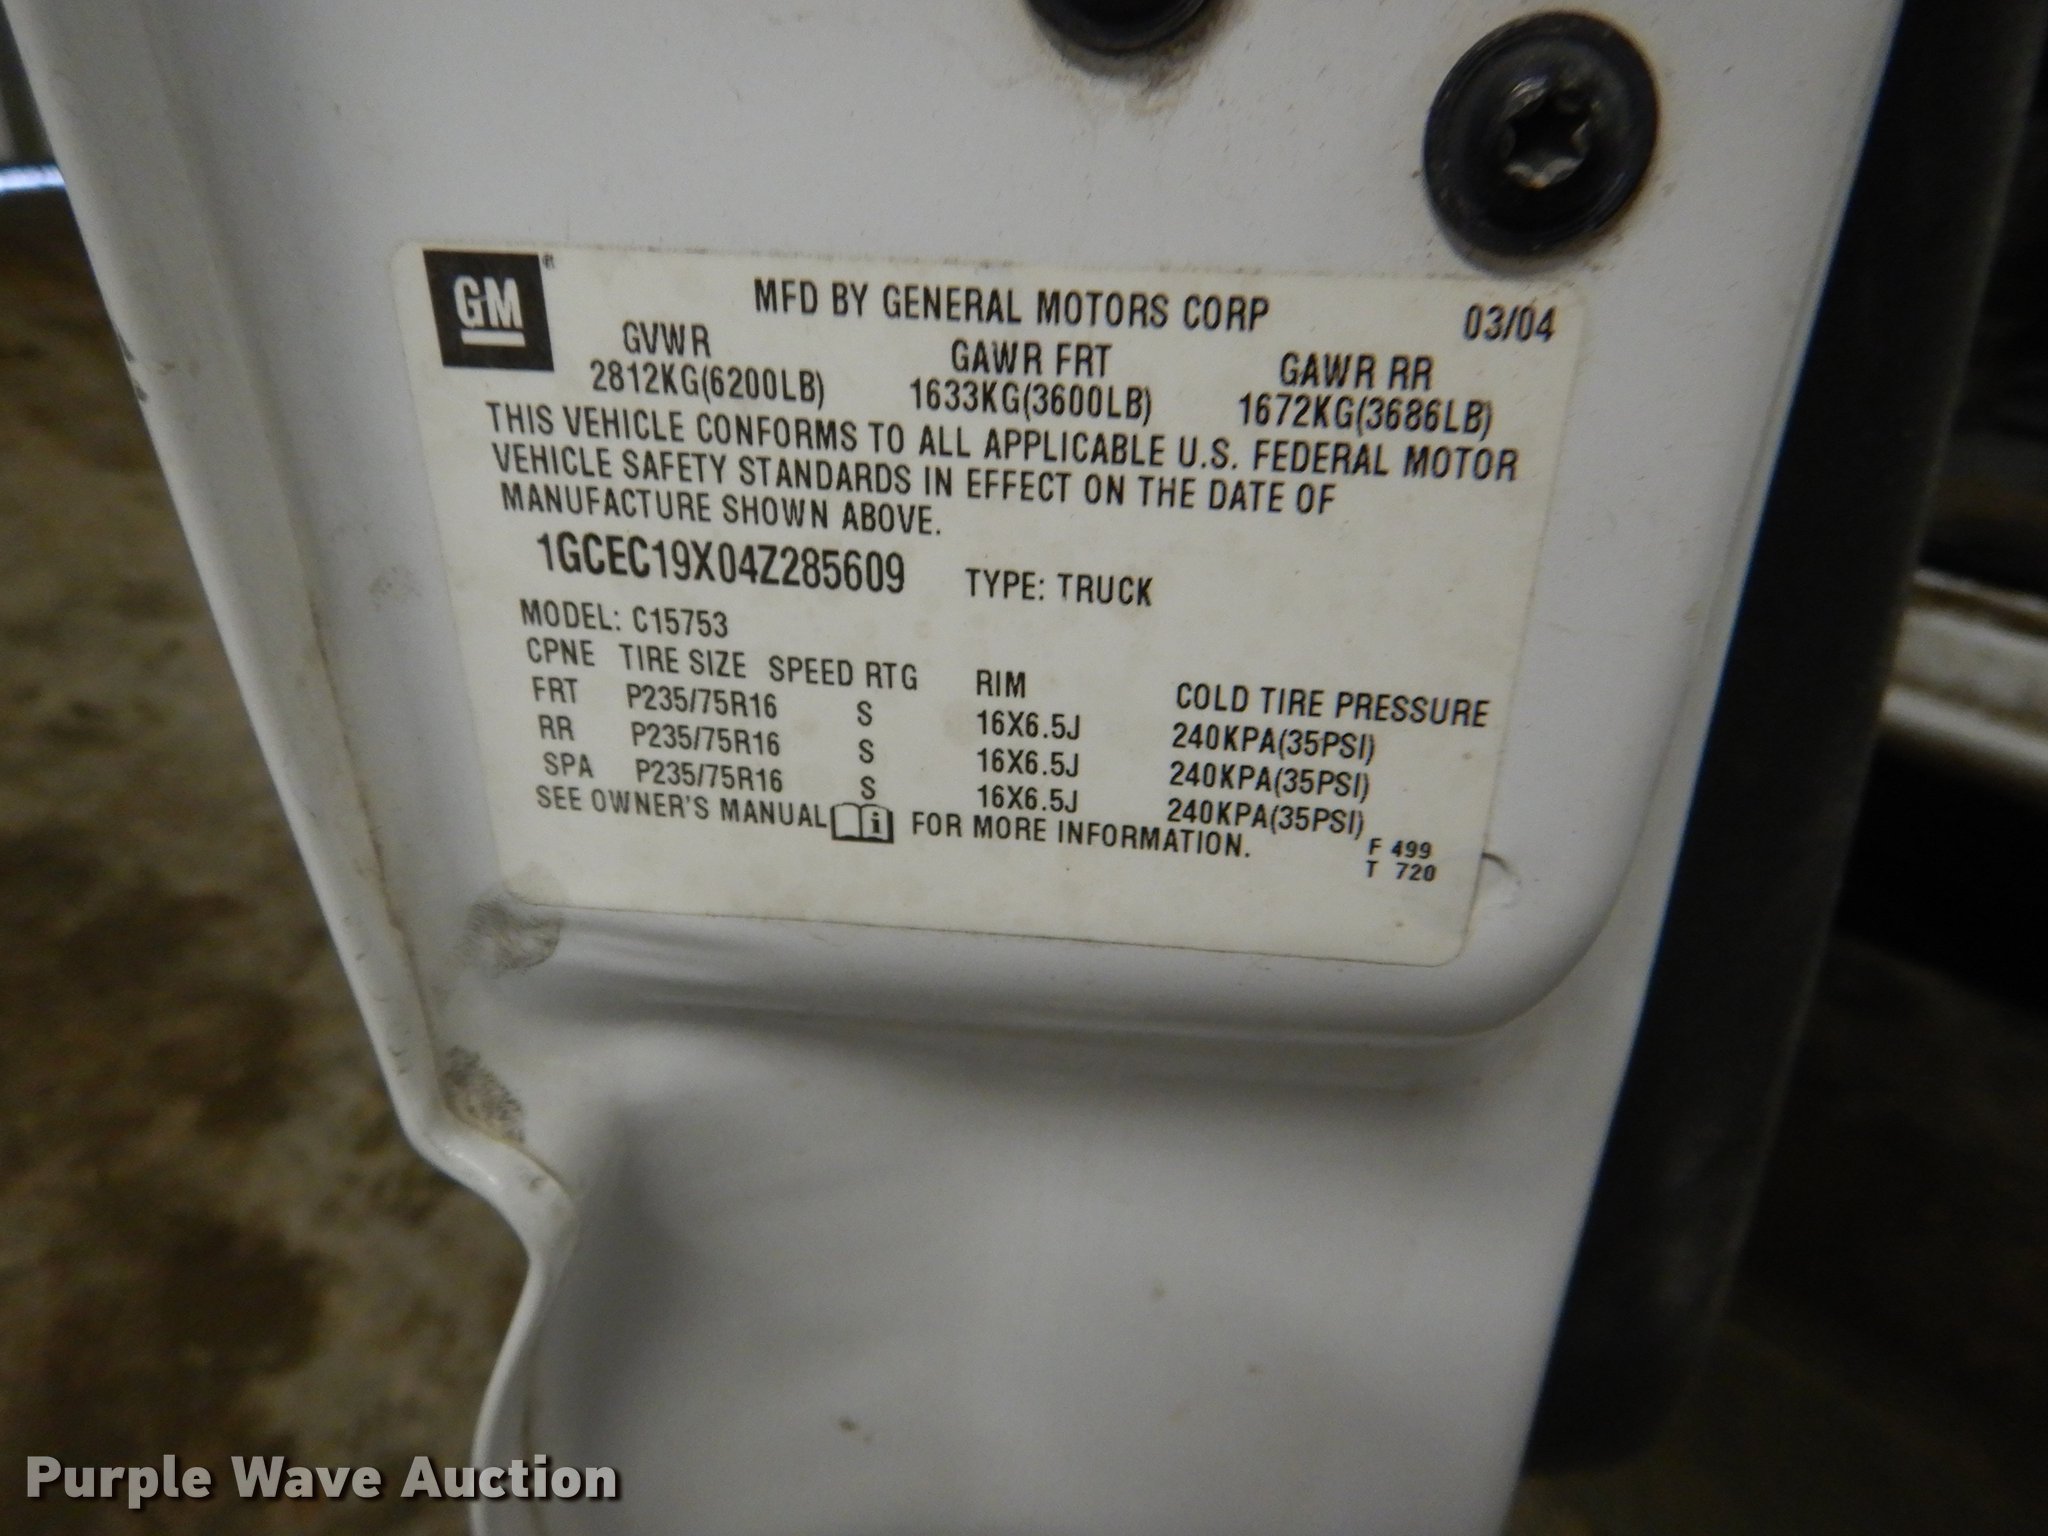 GM
MFD BY GENERAL MOTORS CORP 03/04
GVWR GAWR FRT GAWR RR
2812KG(6200LB) 1633KG(3600LB) 1672KG(3686LB)
THIS VEHICLE CONFORMS TO ALL APPLICABLE U.S. FEDERAL MOTOR
VEHICLE SAFETY STANDARDS IN EFFECT ON THE DATE OF
MANUFACTURE SHOWN ABOVE.
1GCEC19X04Z285609 TYPE: TRUCK
MODEL: C15753
CPNE TIRE SIZE SPEED RTG RIM COLD TIRE PRESSURE
FRT P235/75R16 S 16X6.5J 240KPA(35PSI)
RR P235/75R16 S 16X6.5J 240KPA(35PSI)
SPA P235/75R16 S 16X6.5J 240KPA(35PSI)
SEE OWNER'S MANUAL i FOR MORE INFORMATION.
F 499
T 720
Purple Wave Auction